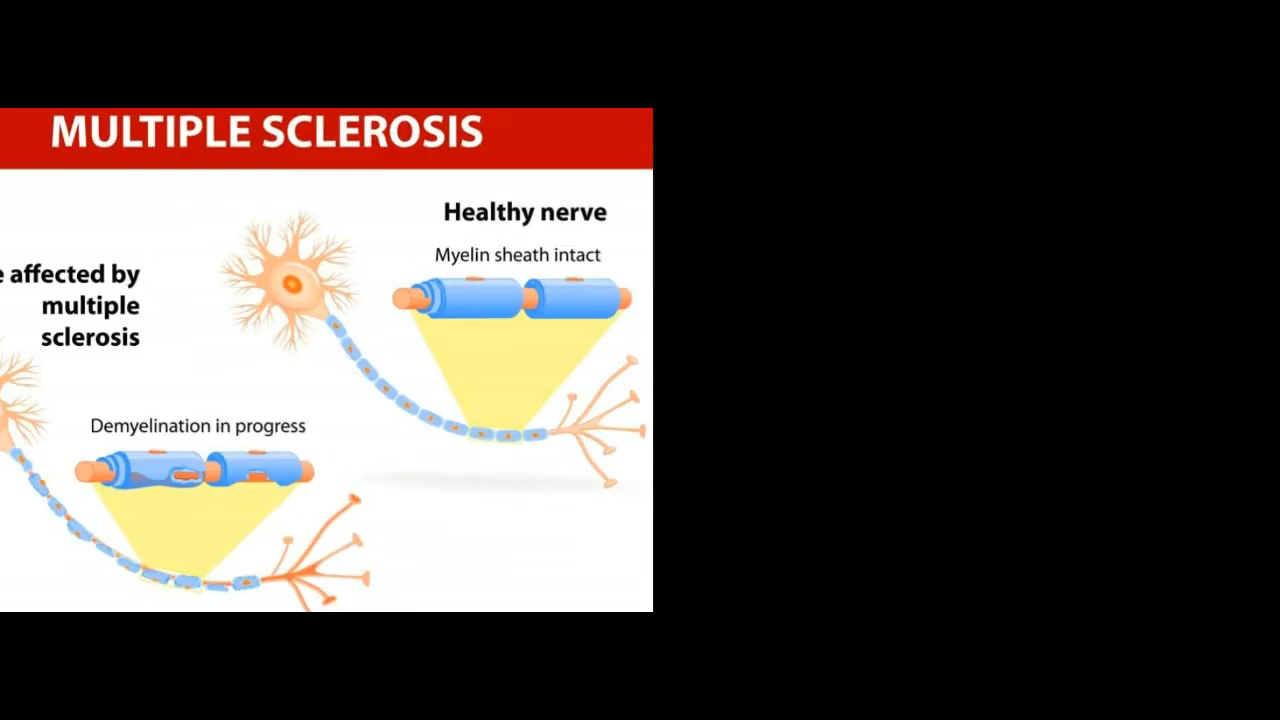 MULTIPLE SCLEROSIS
Healthy nerve
Myelin sheath intact
affected by
multiple
sclerosis
Demyelination in progress